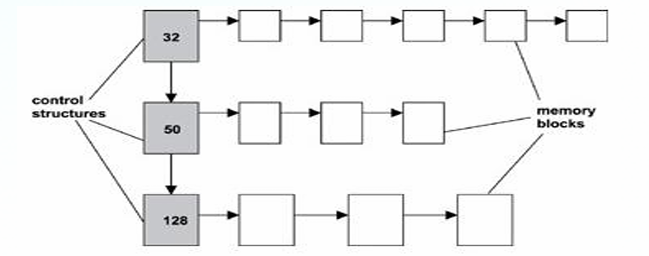 32
control
structures
50
memory
blocks
128